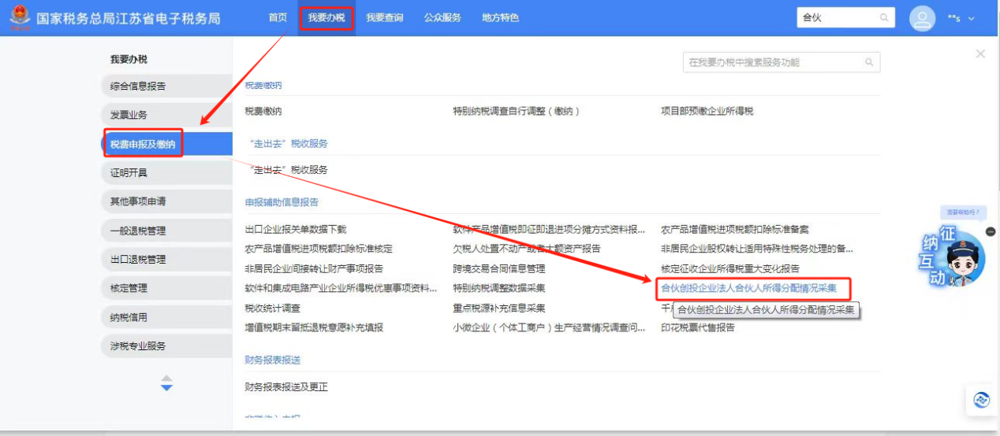 国家税务总局江苏省电子税务局 首页 我要办税 我要查询 公众服务 地方特色 合伙 **s
我要办税
综合信息报告
发票业务
税费申报及缴纳
证明开具
其他事项申请
一般退税管理
出口退税管理
核定管理
纳税信用
涉税专业服务
在我要办税中搜索服务功能
税费缴纳
税费缴纳 特别纳税调查自行调整（缴纳） 项目部预缴企业所得税
“走出去”税收服务
“走出去”税收服务
申报辅助信息报告
出口企业报关单数据下载 软件产品增值税即征即退进项分摊方式资料报... 农产品增值税进项税额扣除标准备案
农产品增值税进项税额扣除标准核定 欠税人处置不动产或者大额资产报告 非居民企业股权转让适用特殊性税务处理的备...
非居民企业间接转让财产事项报告 跨境交易合同信息管理 核定征收企业所得税重大变化报告
软件和集成电路产业企业所得税优惠事项资料... 特别纳税调整数据采集 合伙创投企业法人合伙人所得分配情况采集
税收统计调查 重点税源补充信息采集 千
合伙创投企业法人合伙人所得分配情况采集
增值税期末留抵退税意愿补充填报 小微企业（个体工商户）生产经营情况调查问... 印花税票代售报告
财务报表报送
财务报表报送及更正
需要帮助吗？
征纳互动